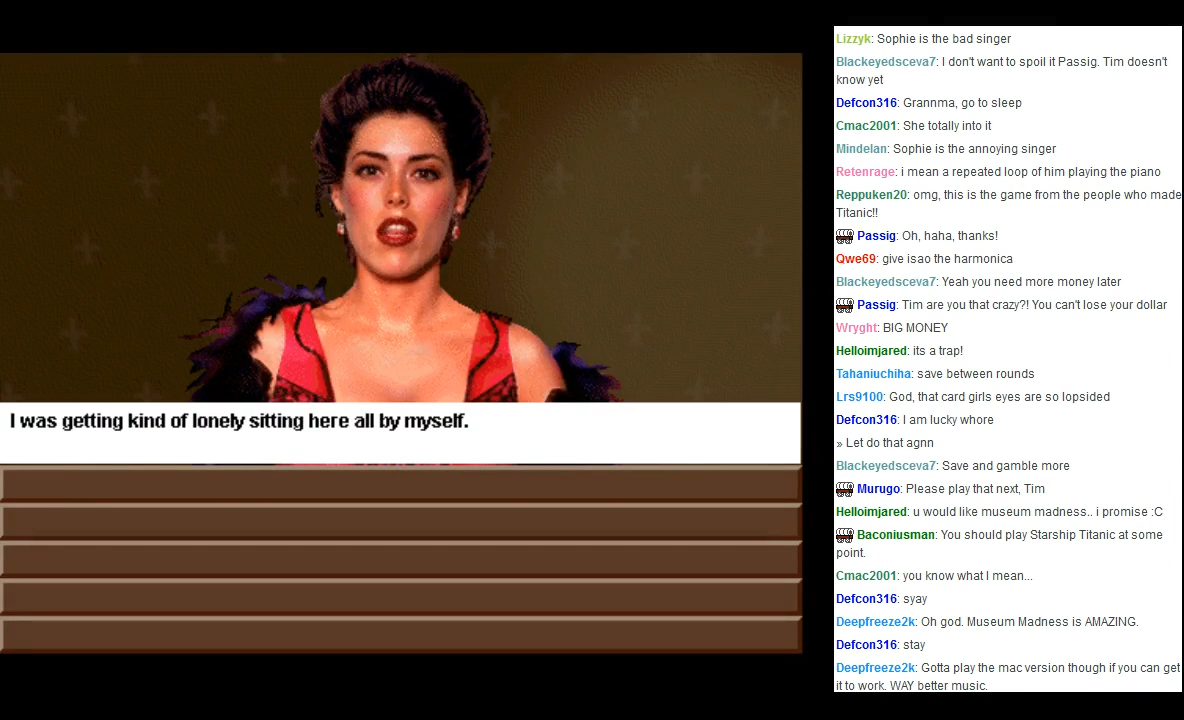 I was getting kind of lonely sitting here all by myself.
Lizzyk: Sophie is the bad singer
Blackeyedsceva7: I don't want to spoil it Passig. Tim doesn't
know yet
Defcon316: Grannma, go to sleep
Cmac2001: She totally into it
Mindelan: Sophie is the annoying singer
Retenrage: i mean a repeated loop of him playing the piano
Reppuken20: omg, this is the game from the people who made
Titanic!!
Passig: Oh, haha, thanks!
Qwe69: give isao the harmonica
Blackeyedsceva7: Yeah you need more money later
Passig: Tim are you that crazy?! You can't lose your dollar
Wryght: BIG MONEY
Helloimjared: its a trap!
Tahaniuchiha: save between rounds
Lrs9100: God, that card girls eyes are so lopsided
Defcon316: I am lucky whore
» Let do that agnn
Blackeyedsceva7: Save and gamble more
Murugo: Please play that next, Tim
Helloimjared: u would like museum madness.. i promise :C
Baconiusman: You should play Starship Titanic at some
point.
Cmac2001: you know what I mean...
Defcon316: syay
Deepfreeze2k: Oh god. Museum Madness is AMAZING.
Defcon316: stay
Deepfreeze2k: Gotta play the mac version though if you can get
it to work. WAY better music.